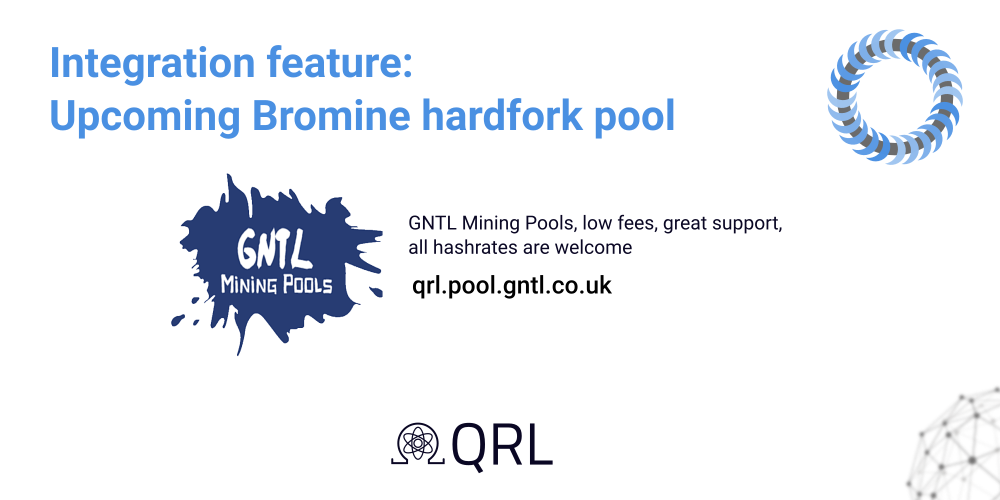 Integration feature:
Upcoming Bromine hardfork pool
GNTL
Mining Pools
GNTL Mining Pools, low fees, great support,
all hashrates are welcome
qrl.pool.gntl.co.uk
QRL